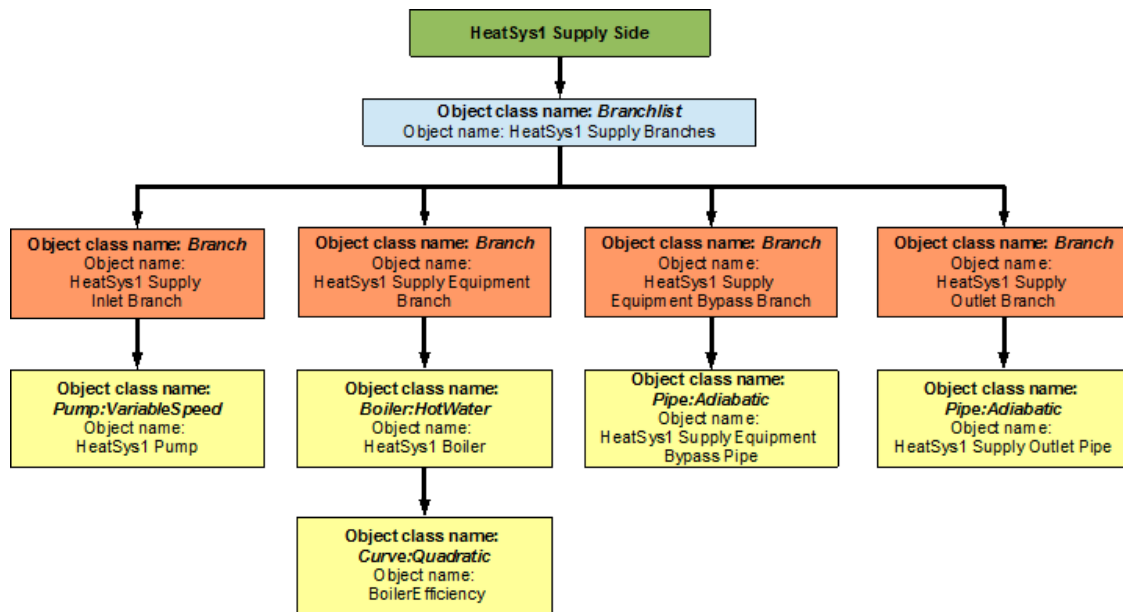 HeatSys1 Supply Side
Object class name: Branchlist
Object name: HeatSys1 Supply Branches
Object class name: Branch
Object name:
HeatSys1 Supply
Inlet Branch
Object class name: Branch
Object name:
HeatSys1 Supply Equipment
Branch
Object class name: Branch
Object name:
HeatSys1 Supply
Equipment Bypass Branch
Object class name: Branch
Object name:
HeatSys1 Supply
Outlet Branch
Object class name:
Pump:VariableSpeed
Object name:
HeatSys1 Pump
Object class name:
Boiler:HotWater
Object name:
HeatSys1 Boiler
Object class name:
Pipe:Adiabatic
Object name:
HeatSys1 Supply Equipment
Bypass Pipe
Object class name:
Pipe:Adiabatic
Object name:
HeatSys1 Supply Outlet Pipe
Object class name:
Curve:Quadratic
Object name:
BoilerEfficiency